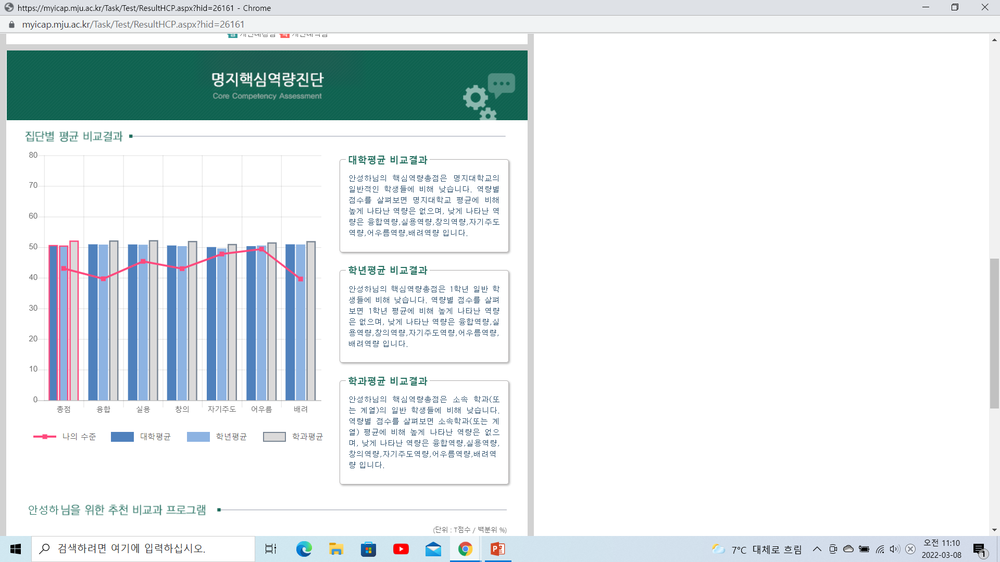 https://myicap.mju.ac.kr/Task/Test/ResultHCP.aspx?hid=26161 - Chrome
myicap.mju.ac.kr/Task/Test/ResultHCP.aspx?hid=26161
명지핵심역량진단
Core Competency Assessment
집단별 평균 비교결과
80
70
60
50
40
30
20
10
0
총점 융합 실용 창의 자기주도 어우름 배려
나의 수준 대학평균 학년평균 학과평균
대학평균 비교결과
안성하님의 핵심역량총점은 명지대학교의
일반적인 학생들에 비해 낮습니다. 역량별
점수를 살펴보면 명지대학교 평균에 비해
높게 나타난 역량은 없으며, 낮게 나타난 역
량은 융합역량,실용역량,창의역량,자기주도
역량,어우름역량,배려역량 입니다.
학년평균 비교결과
안성하님의 핵심역량총점은 1학년 일반 학
생들에 비해 낮습니다. 역량별 점수를 살펴
보면 1학년 평균에 비해 높게 나타난 역량
은 없으며, 낮게 나타난 역량은 융합역량,실
용역량,창의역량,자기주도역량,어우름역량,
배려역량 입니다.
학과평균 비교결과
안성하님의 핵심역량총점은 소속 학과(또
는 계열)의 일반 학생들에 비해 낮습니다.
역량별 점수를 살펴보면 소속학과(또는 계
열) 평균에 비해 높게 나타난 역량은 없으
며, 낮게 나타난 역량은 융합역량,실용역량,
창의역량,자기주도역량,어우름역량,배려역
량 입니다.
안성하님을 위한 추천 비교과 프로그램
(단위 : T점수 / 백분위 %)
검색하려면 여기에 입력하십시오.
7°C 대체로 흐림
오전 11:10
2022-03-08
1